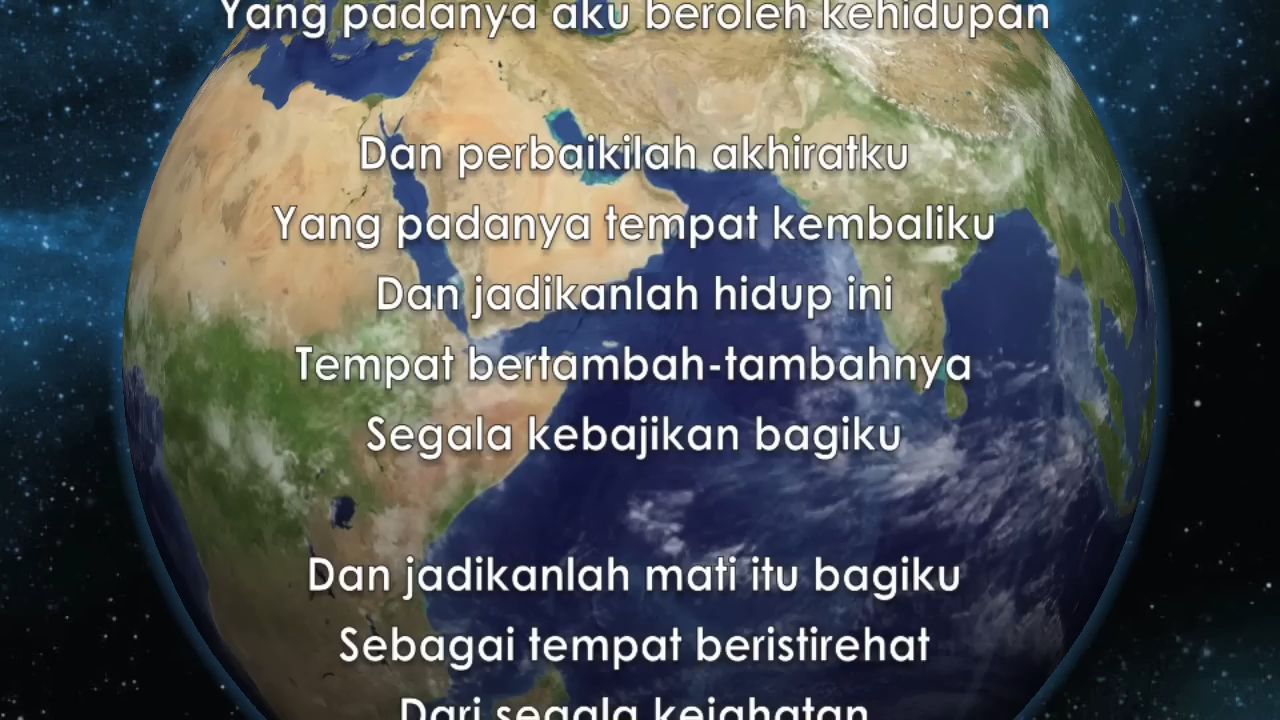 Yang padanya aku beroleh kehidupan
Dan perbaikilah akhiratku
Yang padanya tempat kembaliku
Dan jadikanlah hidup ini
Tempat bertambah-tambahnya
Segala kebajikan bagiku
Dan jadikanlah mati itu bagiku
Sebagai tempat beristirehat
Dari segala kejahatan